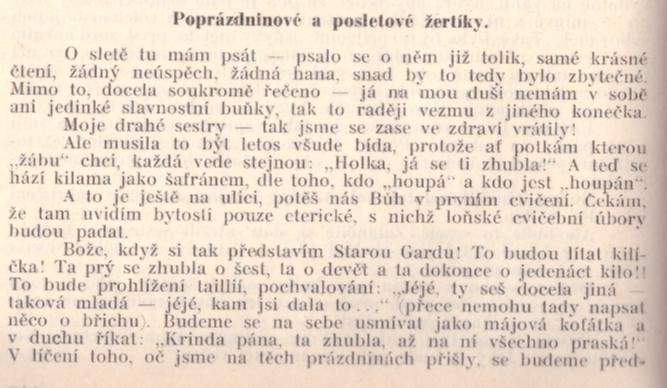 Poprázdninové a posletové žertíky.
O sletě tu mám psát — psalo se o něm již tolik, samé krásné
čtení, žádný neúspěch, žádná hana, snad by to tedy bylo zbytečné.
Mimo to, docela soukromě řečeno — já na mou duši nemám v sobě
ani jedinké slavnostní buňky, tak to raději vezmu z jiného konečka.
Moje drahé sestry — tak jsme se zase ve zdraví vrátily!
Ale musila to být letos všude bída, protože ať potkám kterou
„žábu“ chci, každá vede stejnou: „Holka, já se ti zhubla!“ A teď se
hází kilama jako šafránem, dle toho, kdo „houpá“ a kdo jest „houpán“.
A to je ještě na ulici, potěš nás Bůh v prvním cvičení. Čekám,
že tam uvidím bytosti pouze éterické, s nichž loňské cvičební úbory
budou padat.
Bože, když si tak představím Starou Gardu! To budou lítat kilí-
čka! Ta prý se zhubla o šest, ta o devět a ta dokonce o jedenáct kilo!!
To bude prohlížení taillií, pochvalování: „Jéjé, ty seš docela jiná —
taková mladá — jéjé, kam jsi dala to...“ (přece nemohu tady napsat
něco o břichu). Budeme se na sebe usmívat jako májová koťátka a
v duchu říkat: „Krinda pána, ta zhubla, až na ní všechno praská!“
V líčení toho, oč jsme na těch prázdninách přišly, se budeme před-